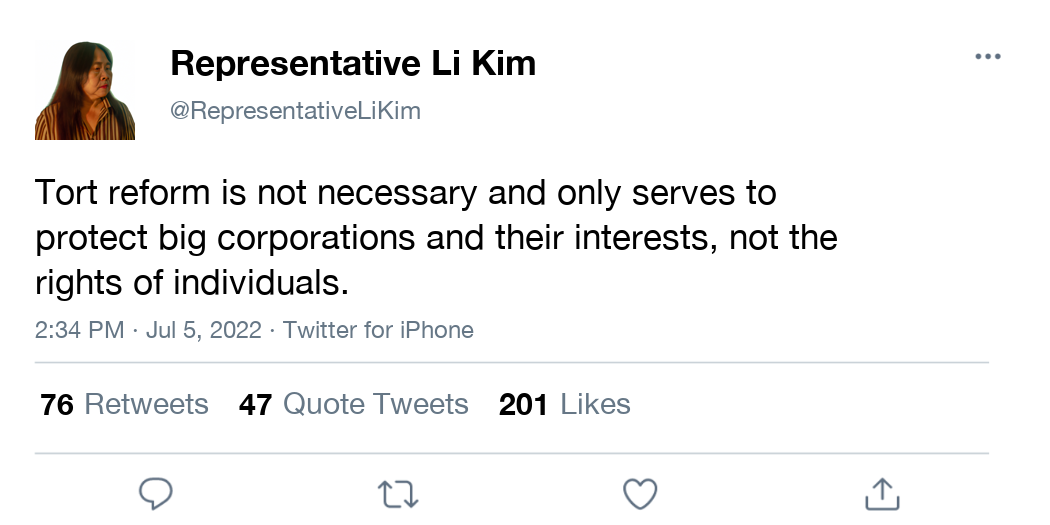 Representative Li Kim
@RepresentativeLiKim
Tort reform is not necessary and only serves to
protect big corporations and their interests, not the
rights of individuals.
2:34 PM · Jul 5, 2022 · Twitter for iPhone
76 Retweets 47 Quote Tweets 201 Likes